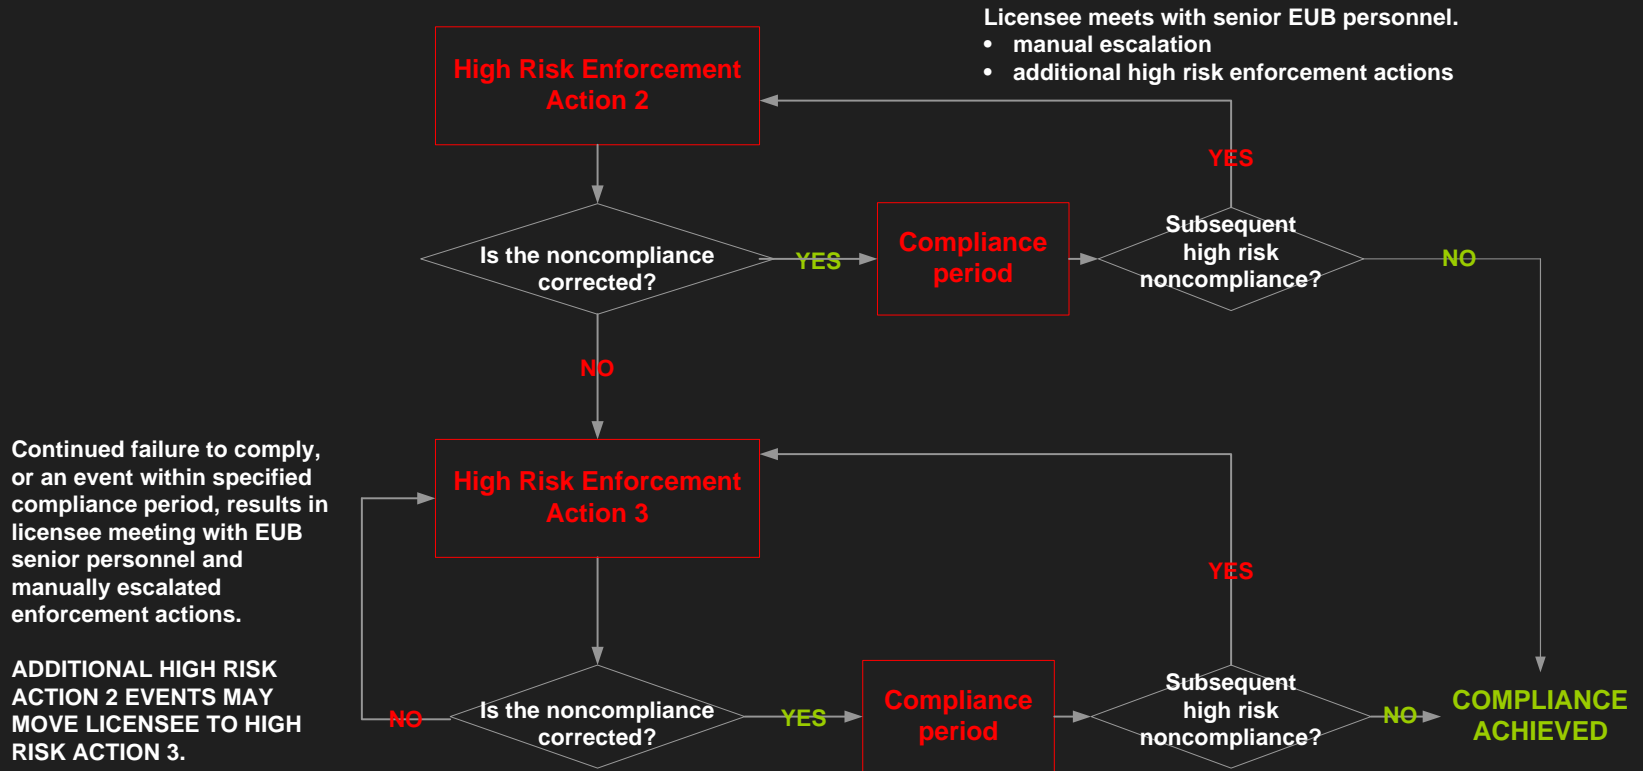 Licensee meets with senior EUB personnel.
• manual escalation
• additional high risk enforcement actions
High Risk Enforcement
Action 2
YES
Is the noncompliance
corrected?
YES
Compliance
period
Subsequent
high risk
noncompliance?
NO
NO
Continued failure to comply,
or an event within specified
compliance period, results in
licensee meeting with EUB
senior personnel and
manually escalated
enforcement actions.
ADDITIONAL HIGH RISK
ACTION 2 EVENTS MAY
MOVE LICENSEE TO HIGH
RISK ACTION 3.
High Risk Enforcement
Action 3
YES
NO
Is the noncompliance
corrected?
YES
Compliance
period
Subsequent
high risk
noncompliance?
NO
COMPLIANCE
ACHIEVED